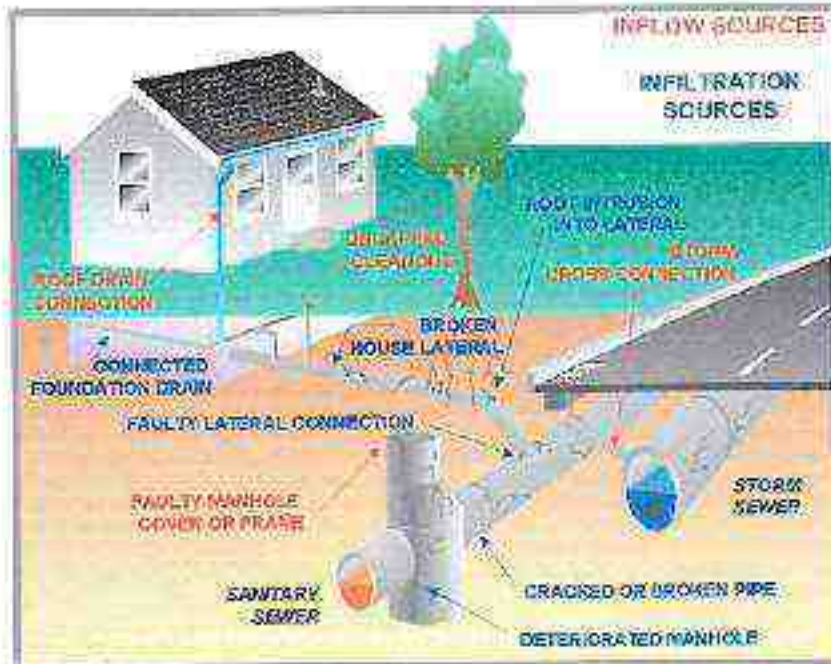 INFLOW SOURCES
INFILTRATION
SOURCES
ROOT INTRUSION
INTO LATERAL
UNCAPPED
CLEANOUT
STORM
CROSS CONNECTION
ROOF DRAIN
CONNECTION
BROKEN
HOUSE LATERAL
CONNECTED
FOUNDATION DRAIN
FAULTY LATERAL CONNECTION
FAULTY MANHOLE
COVER OR FRAME
STORM
SEWER
SANITARY
SEWER
CRACKED OR BROKEN PIPE
DETERIORATED MANHOLE